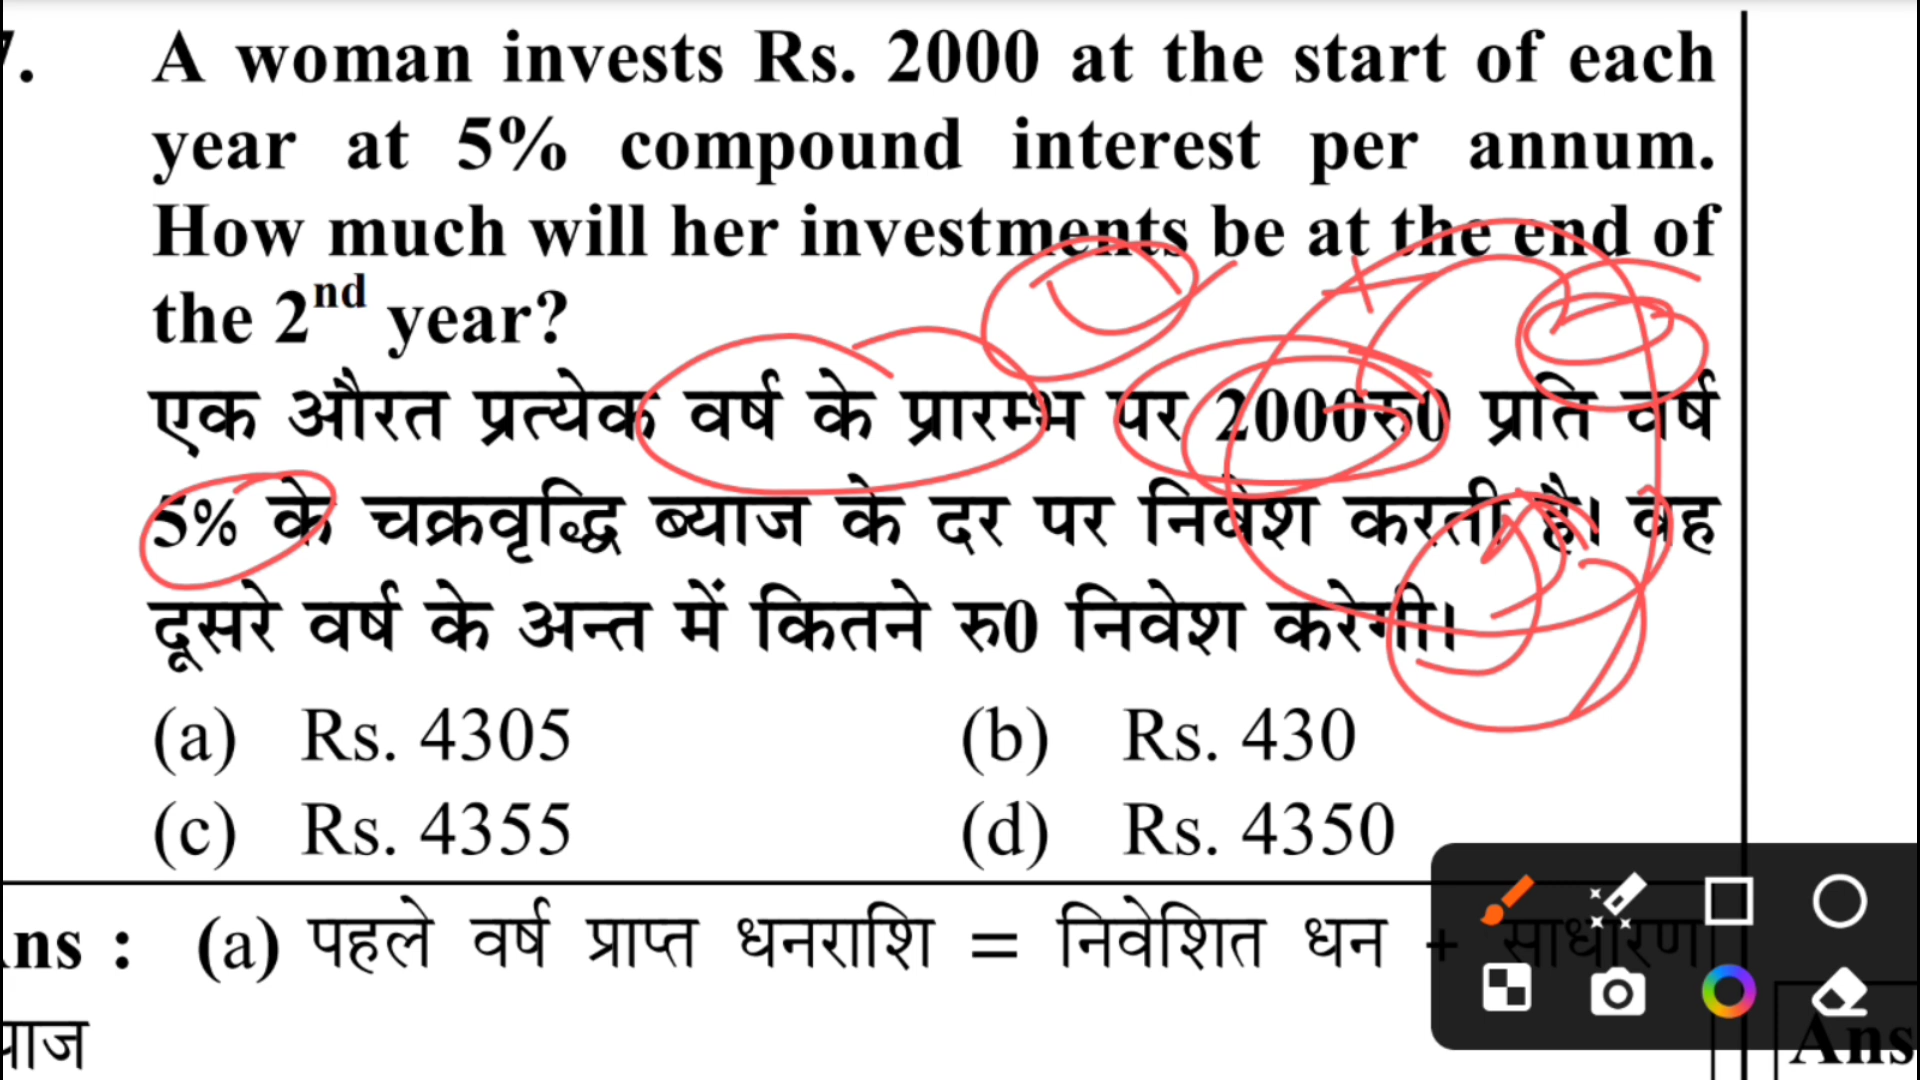 7. A woman invests Rs. 2000 at the start of each
year at 5% compound interest per annum.
How much will her investments be at the end of
the 2nd year?
एक औरत प्रत्येक वर्ष के प्रारम्भ पर 2000रु0 प्रति वर्ष
5% के चक्रवृद्धि ब्याज के दर पर निवेश करती है। वह
दूसरे वर्ष के अन्त में कितने रु0 निवेश करेगी।
(a) Rs. 4305 (b) Rs. 430
(c) Rs. 4355 (d) Rs. 4350
ns : (a) पहले वर्ष प्राप्त धनराशि = निवेशित धन + साधारण
याज
Ans